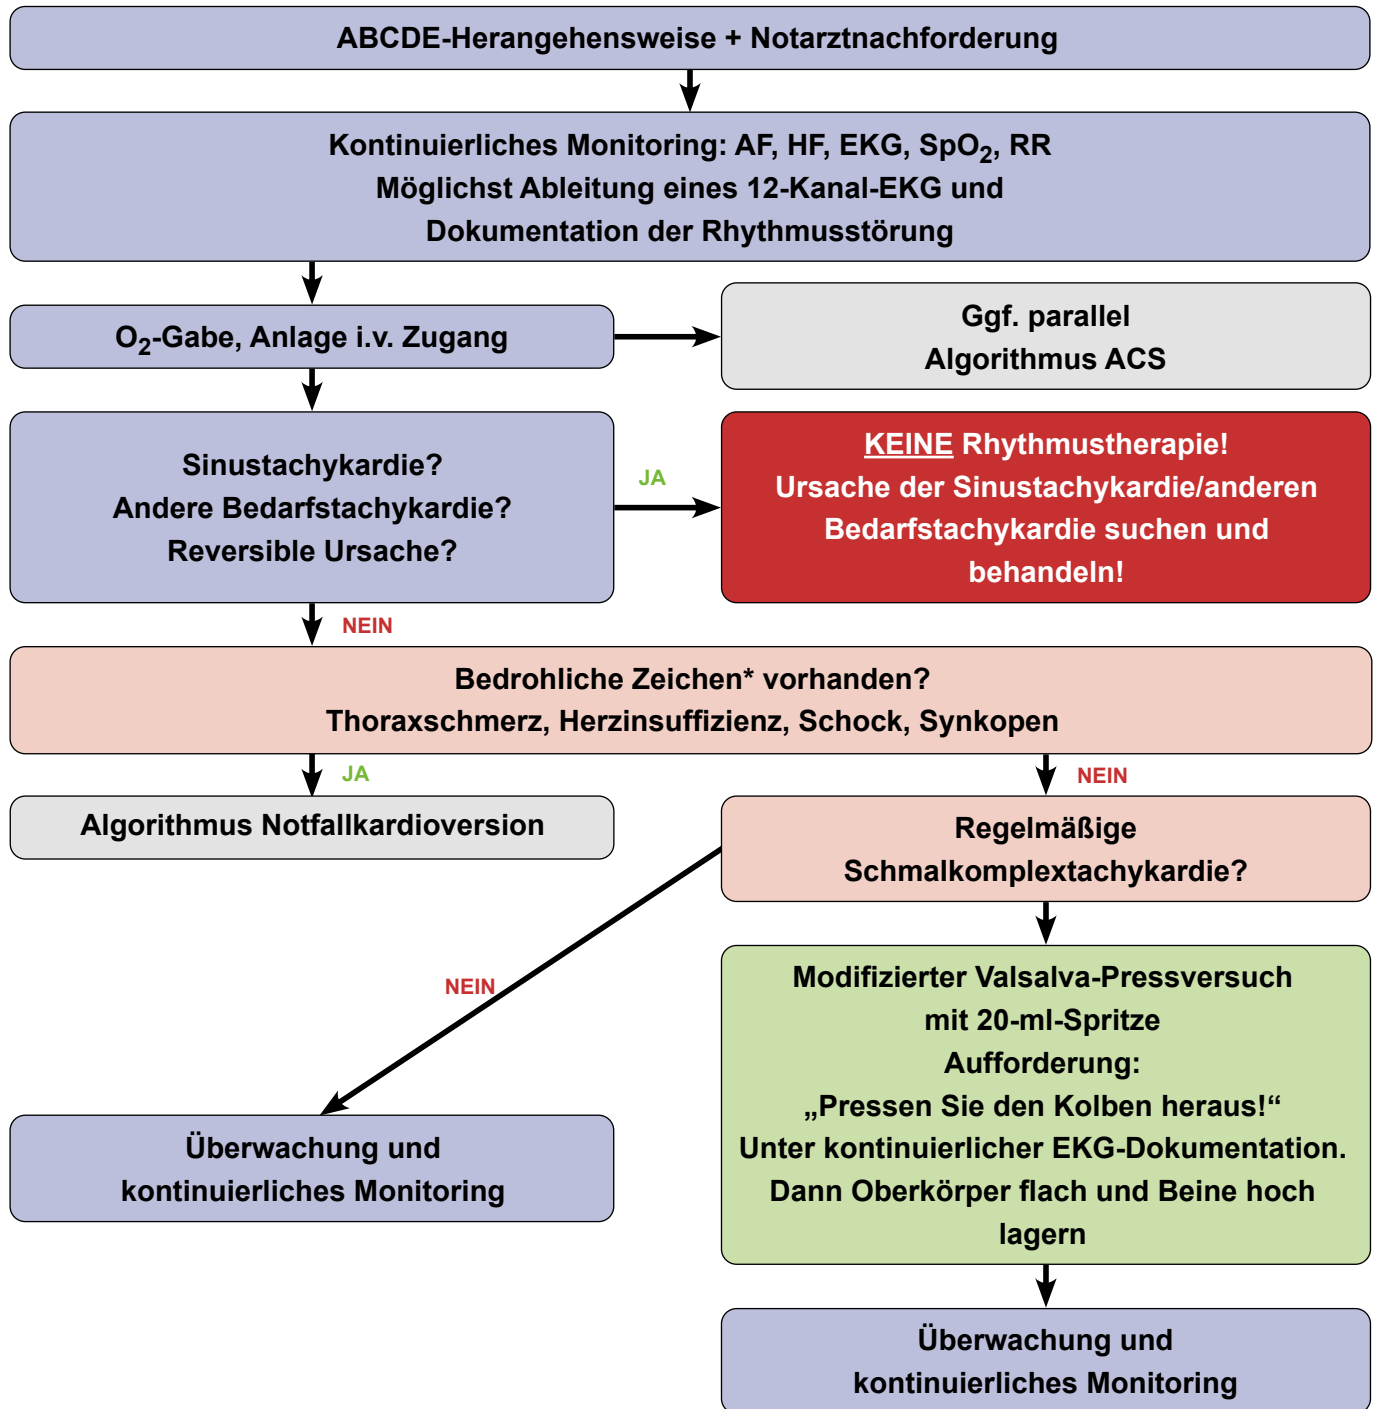 ABCDE-Herangehensweise + Notarztnachforderung
Kontinuierliches Monitoring: AF, HF, EKG, SpO₂, RR
Möglichst Ableitung eines 12-Kanal-EKG und
Dokumentation der Rhythmusstörung
O₂-Gabe, Anlage i.v. Zugang
Ggf. parallel
Algorithmus ACS
Sinustachykardie?
Andere Bedarfstachykardie?
Reversible Ursache?
JA
KEINE Rhythmustherapie!
Ursache der Sinustachykardie/anderen
Bedarfstachykardie suchen und
behandeln!
NEIN
Bedrohliche Zeichen* vorhanden?
Thoraxschmerz, Herzinsuffizienz, Schock, Synkopen
JA
NEIN
Algorithmus Notfallkardioversion
Regelmäßige
Schmalkomplextachykardie?
NEIN
Modifizierter Valsalva-Pressversuch
mit 20-ml-Spritze
Aufforderung:
„Pressen Sie den Kolben heraus!“
Unter kontinuierlicher EKG-Dokumentation.
Dann Oberkörper flach und Beine hoch
lagern
Überwachung und
kontinuierliches Monitoring
Überwachung und
kontinuierliches Monitoring